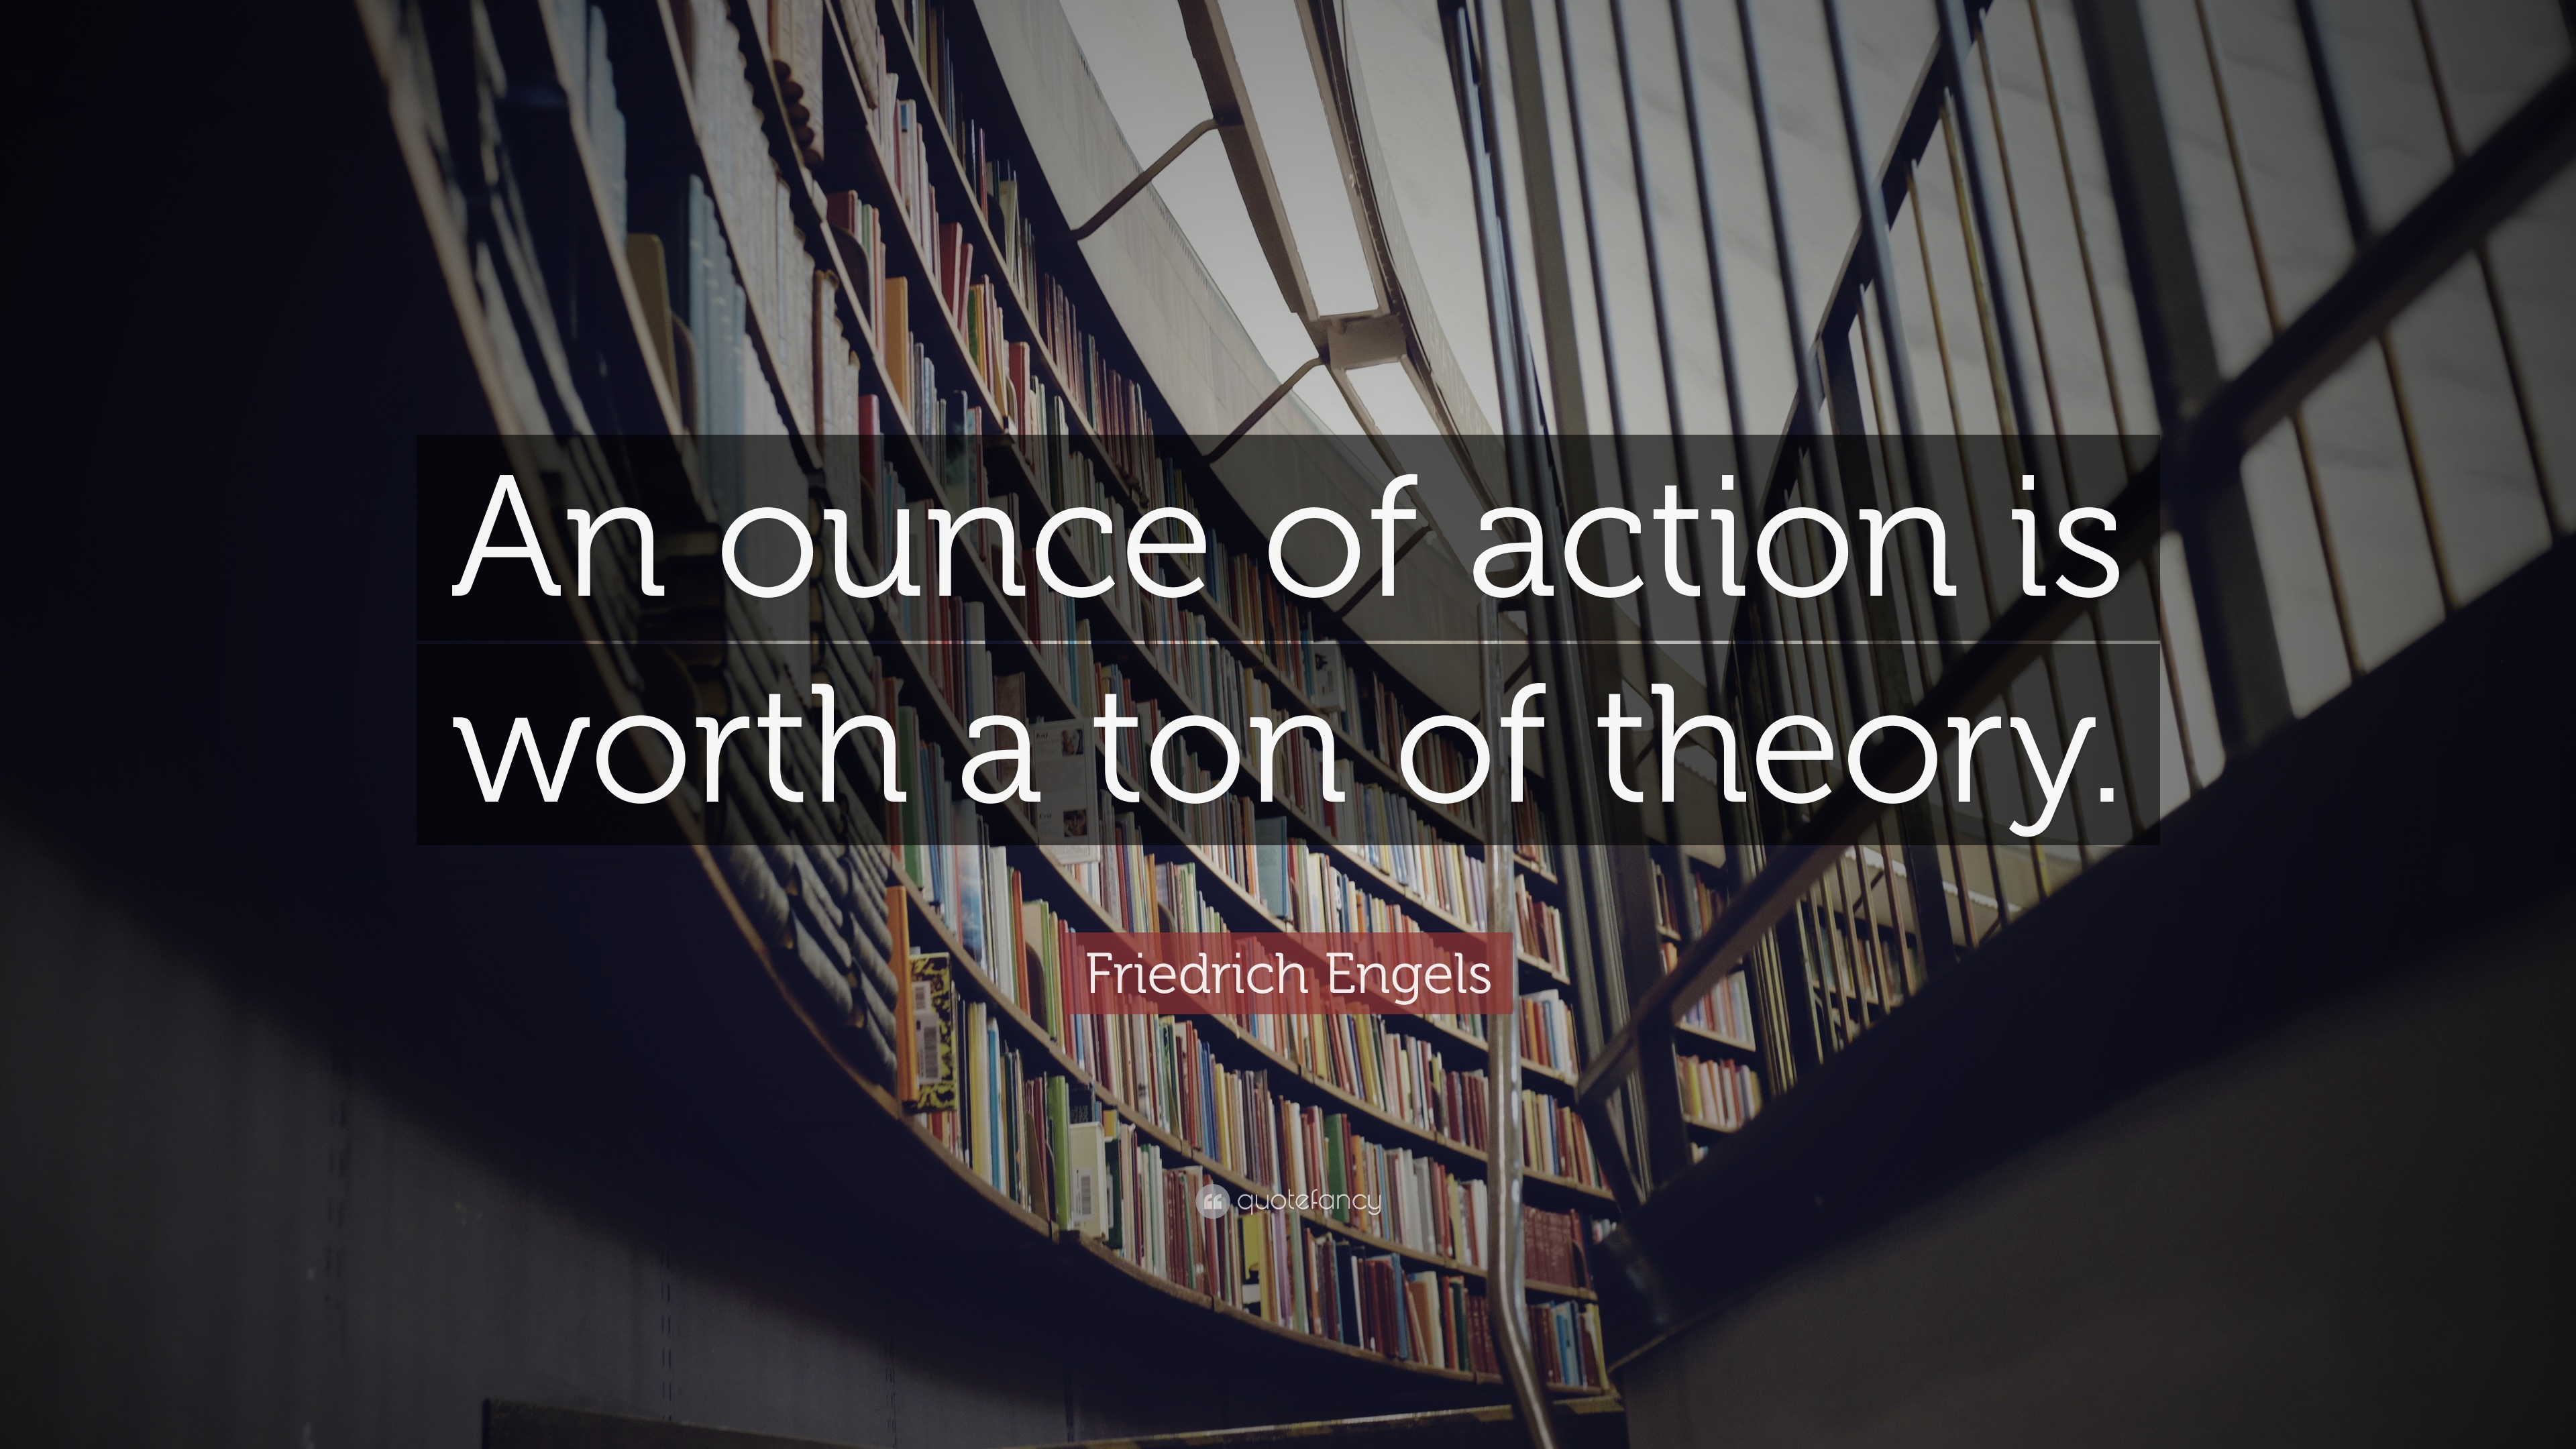 An ounce of action is
worth a ton of theory.
Friedrich Engels
quotefancy